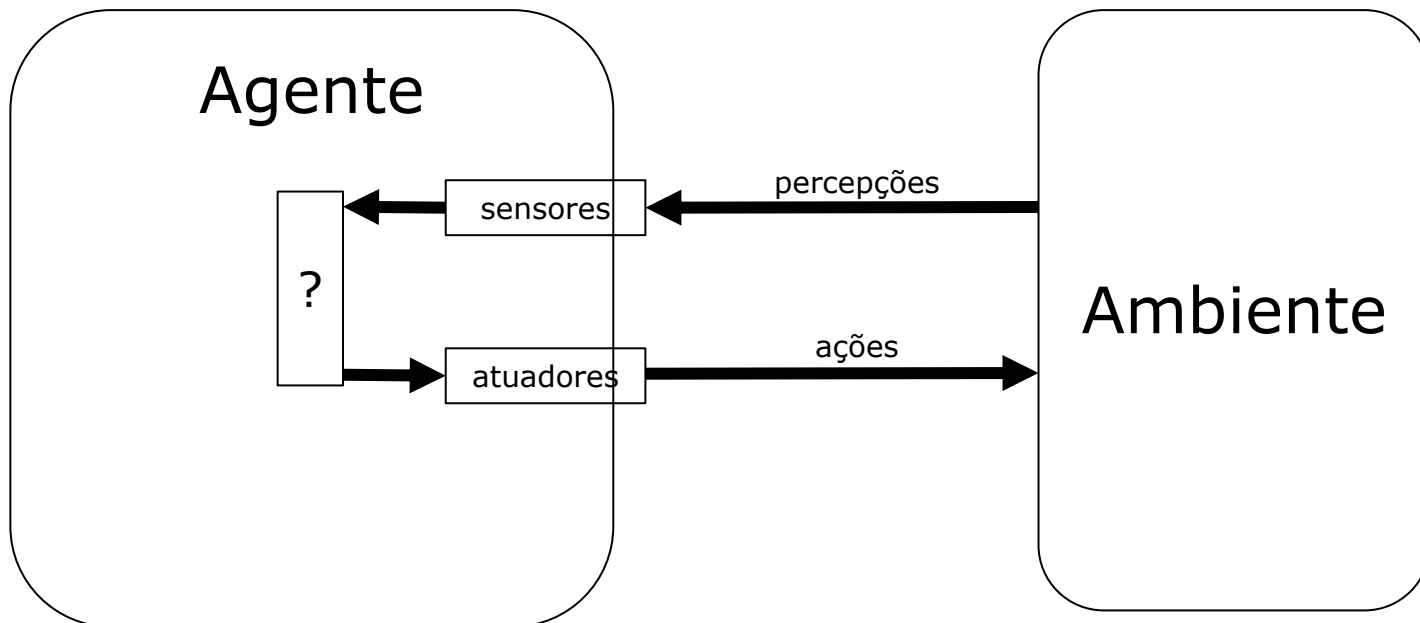 Agente
percepções
sensores
?
Ambiente
ações
atuadores